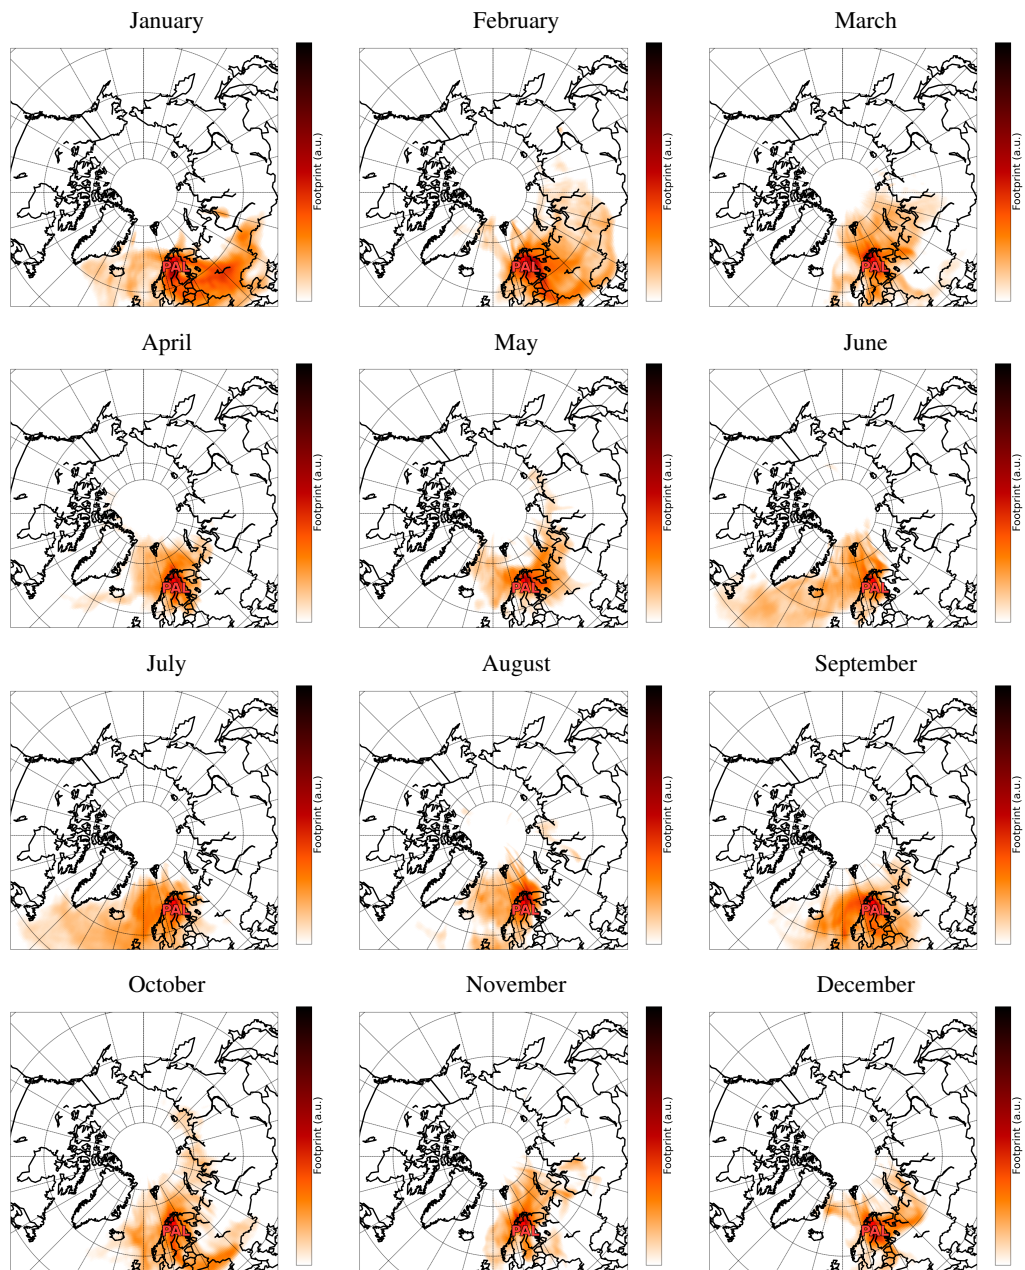 January
February
March
Footprint (a.u.)
Footprint (a.u.)
Footprint (a.u.)
PAL
PAL
PAL
April
May
June
Footprint (a.u.)
Footprint (a.u.)
Footprint (a.u.)
PAL
PAL
PAL
July
August
September
Footprint (a.u.)
Footprint (a.u.)
Footprint (a.u.)
PAL
PAL
PAL
October
November
December
Footprint (a.u.)
Footprint (a.u.)
Footprint (a.u.)
PAL
PAL
PAL